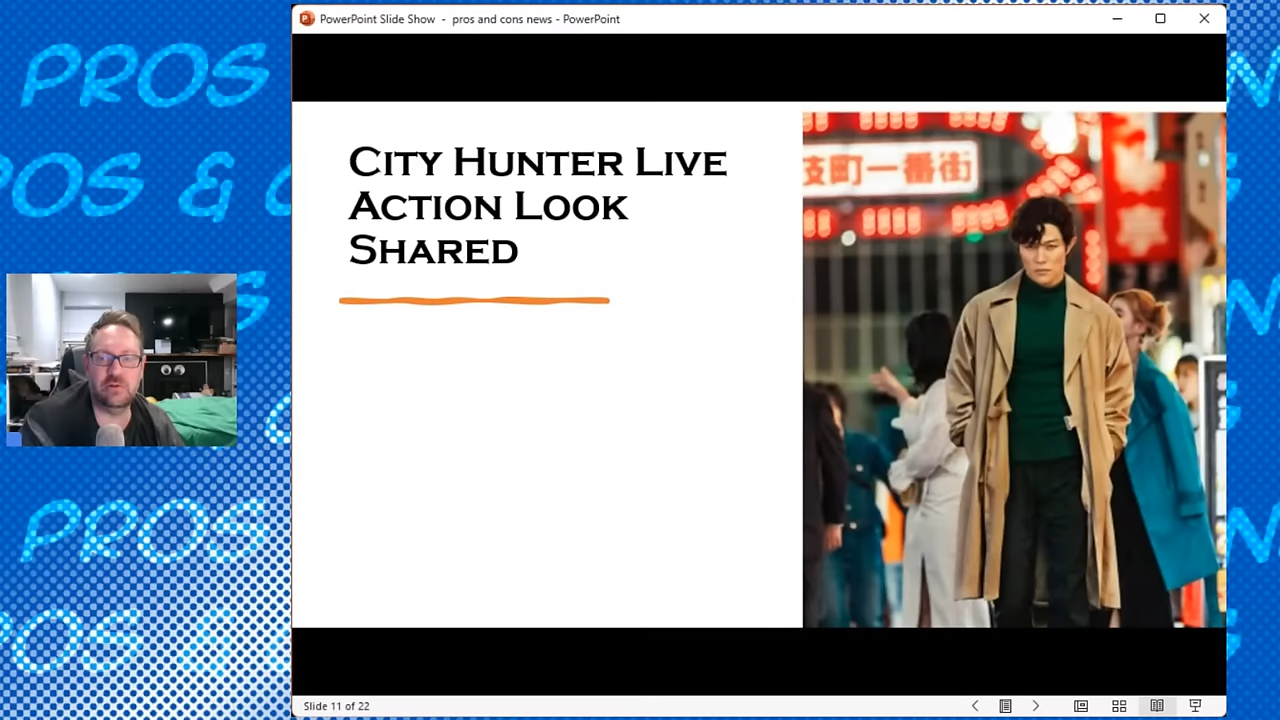 PowerPoint Slide Show - pros and cons news - PowerPoint
PROS
PROS
City Hunter Live
Action Look
Shared
技町一番街
Slide 11 of 22